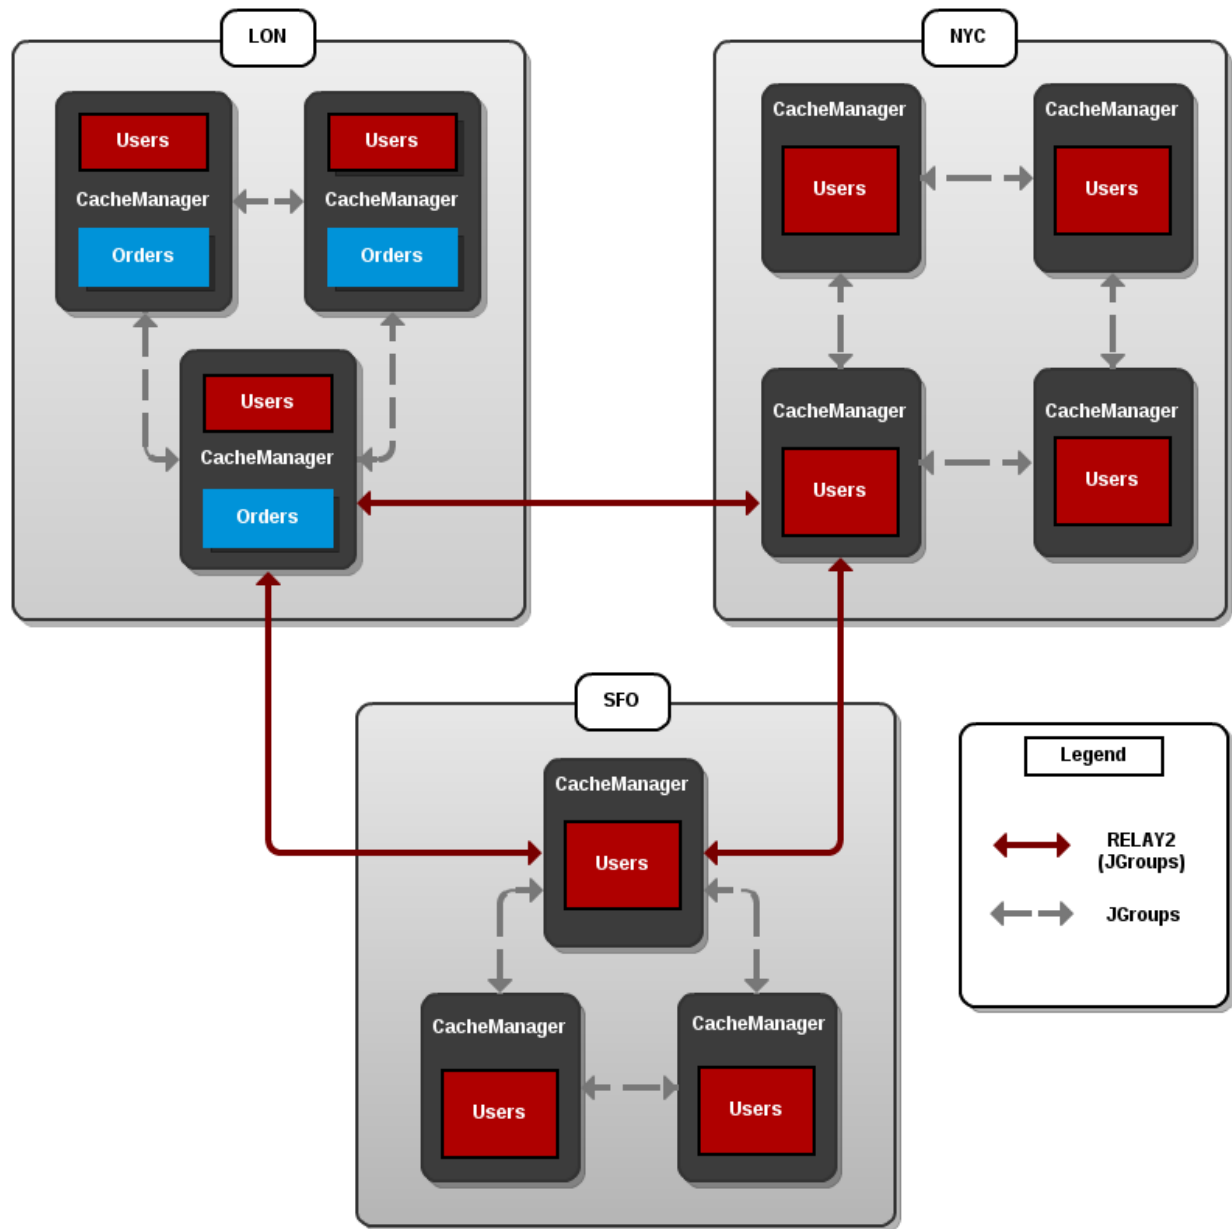 LON
Users
CacheManager
Orders
Users
CacheManager
Orders
Users
CacheManager
Orders
NYC
CacheManager
Users
CacheManager
Users
CacheManager
Users
CacheManager
Users
SFO
CacheManager
Users
CacheManager
Users
CacheManager
Users
Legend
RELAY2
(JGroups)
JGroups